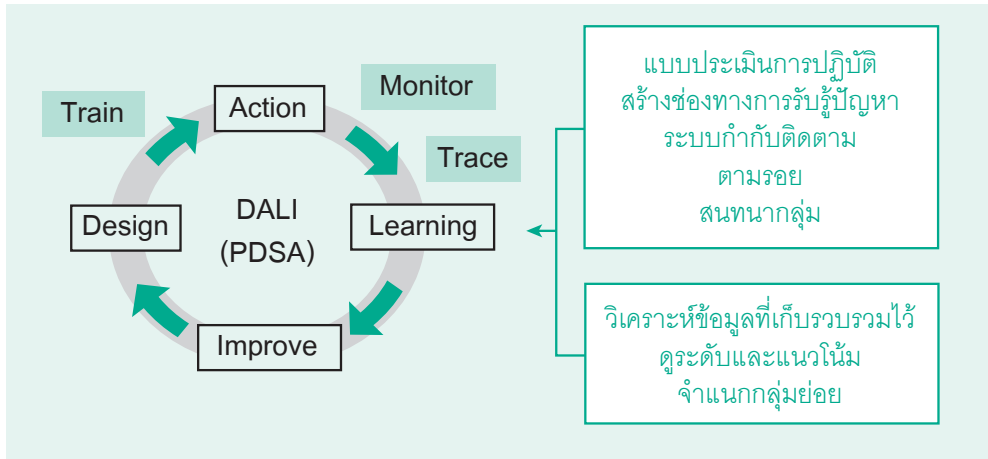 Train
Action
Monitor
Trace
Design
DALI
(PDSA)
Learning
Improve
แบบประเมินการปฏิบัติ
สร้างช่องทางการรับรู้ปัญหา
ระบบกำกับติดตาม
ตามรอย
สนทนากลุ่ม
วิเคราะห์ข้อมูลที่เก็บรวบรวมไว้
ดูระดับและแนวโน้ม
จำแนกกลุ่มย่อย